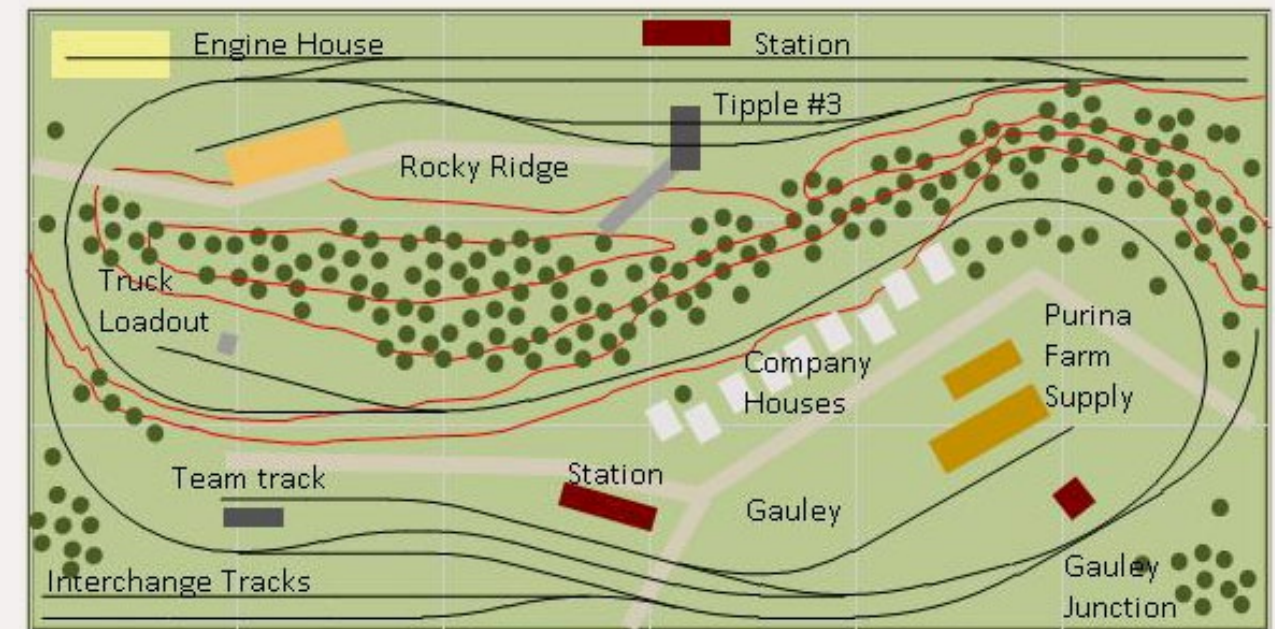 Engine House
Station
Tipple #3
Rocky Ridge
Truck
Loadout
Purina
Farm
Supply
Company
Houses
Station
Team track
Gauley
Interchange Tracks
Gauley
Junction